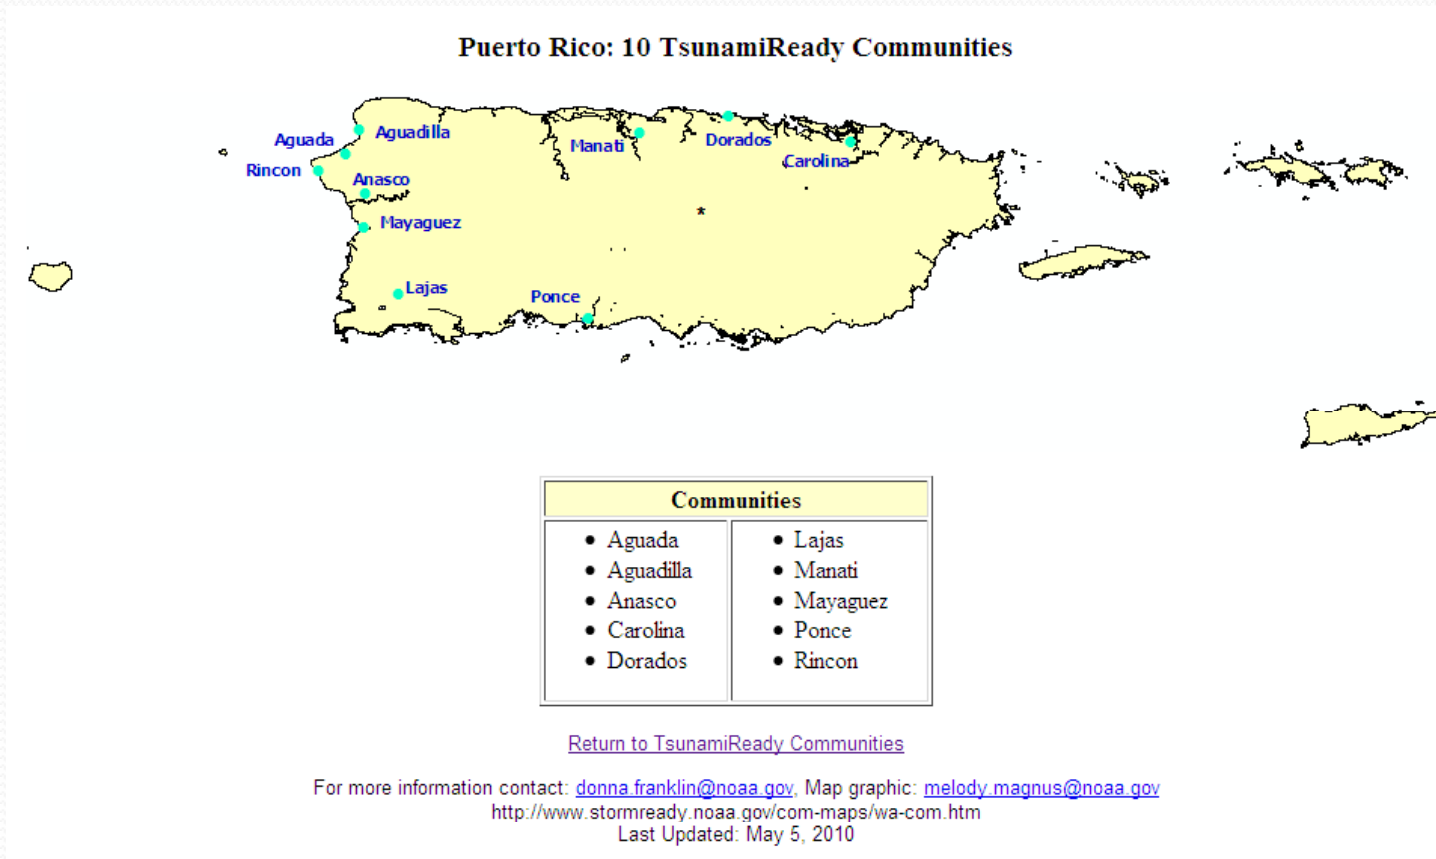 Puerto Rico: 10 TsunamiReady Communities
Aguadilla
Aguada
Rincon
Anasco
Mayaguez
Lajas
Ponce
Manati
Dorados
Carolina
*
Communities
• Aguada
• Aguadilla
• Anasco
• Carolina
• Dorados
• Lajas
• Manati
• Mayaguez
• Ponce
• Rincon
Return to TsunamiReady Communities
For more information contact: donna.franklin@noaa.gov, Map graphic: melody.magnus@noaa.gov
http://www.stormready.noaa.gov/com-maps/wa-com.htm
Last Updated: May 5, 2010